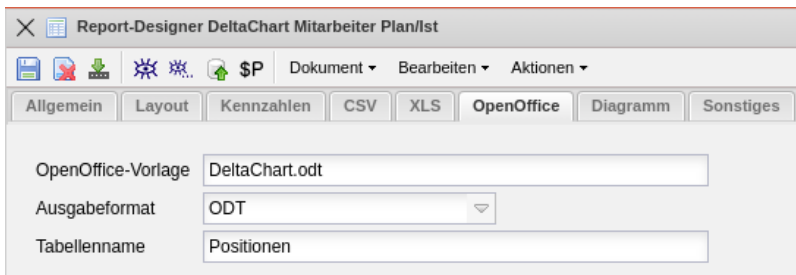 Report-Designer DeltaChart Mitarbeiter Plan/Ist
$P Dokument Bearbeiten Aktionen
Allgemein Layout Kennzahlen CSV XLS OpenOffice Diagramm Sonstiges
OpenOffice-Vorlage DeltaChart.odt
Ausgabeformat ODT
Tabellenname Positionen